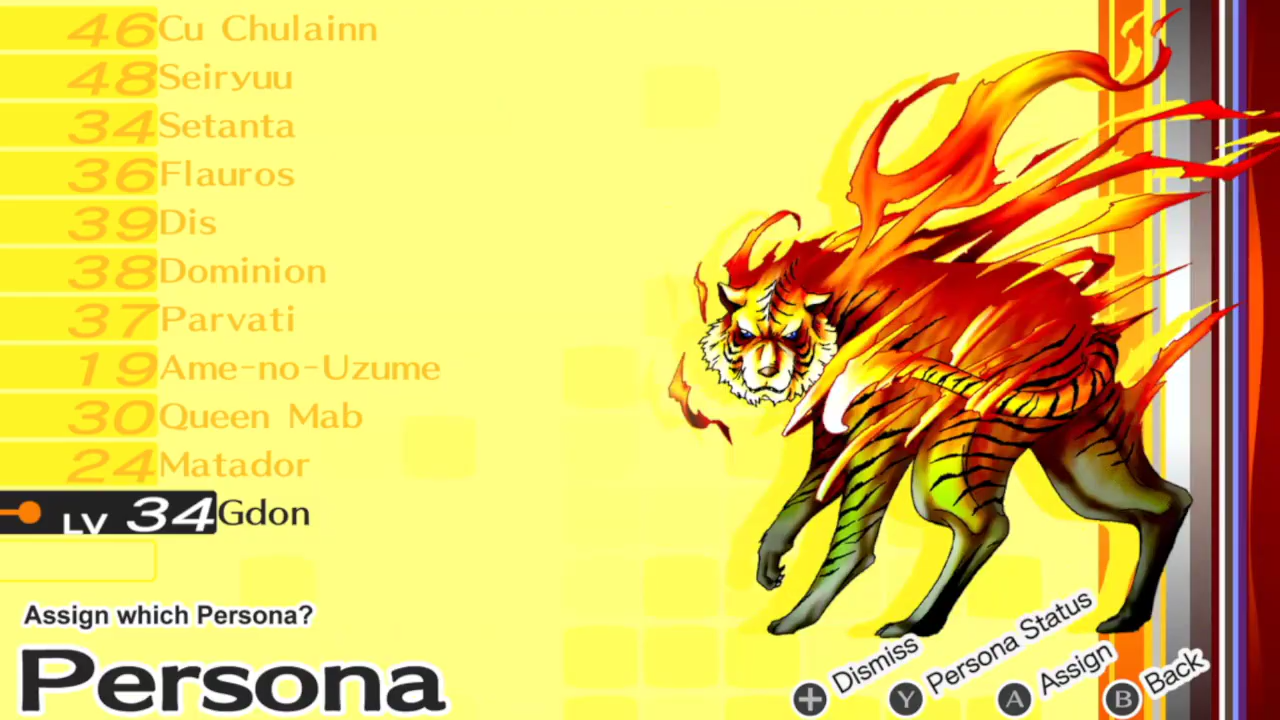 46 Cu Chulainn
48 Seiryuu
34 Setanta
36 Flauros
39 Dis
38 Dominion
37 Parvati
19 Ame-no-Uzume
30 Queen Mab
24 Matador
LV 34 Gdon
Assign which Persona?
Persona
+ Dismiss
Y Persona Status
A Assign
B Back